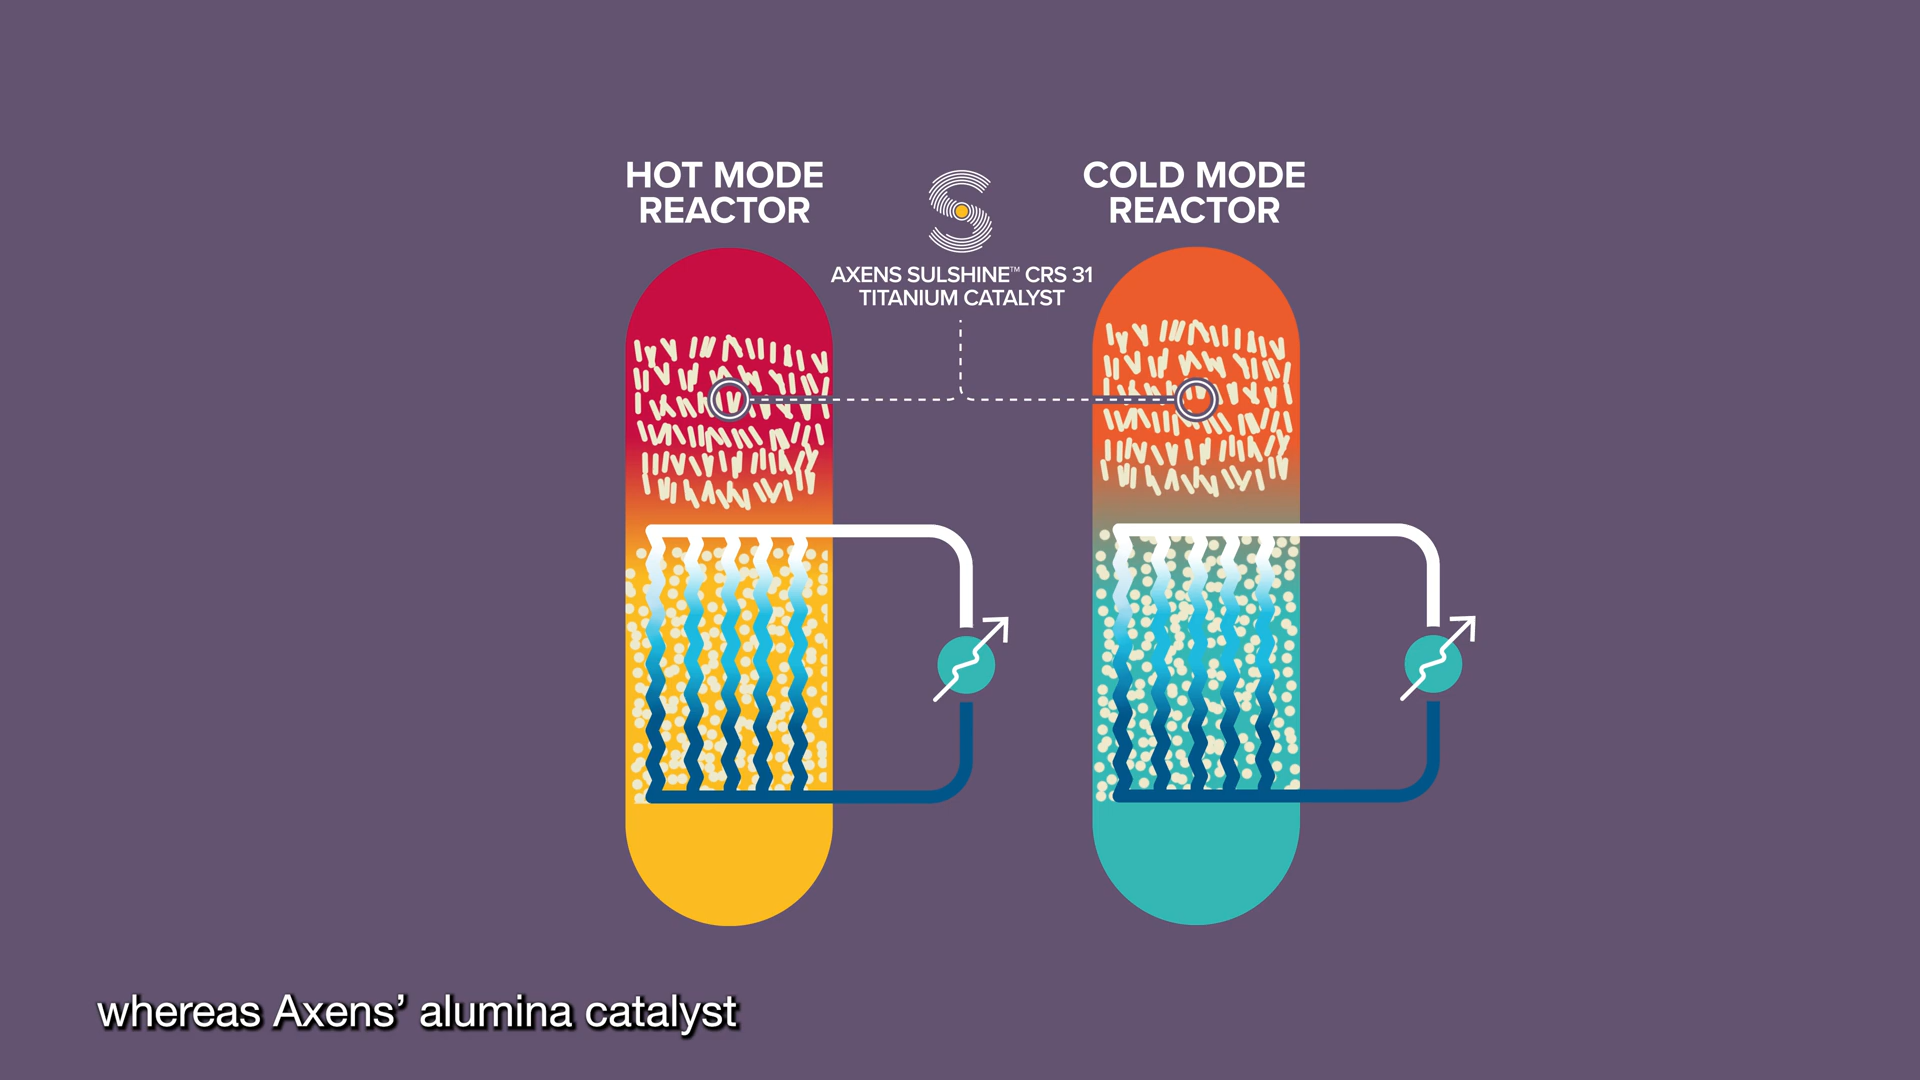 HOT MODE
REACTOR
COLD MODE
REACTOR
AXENS SULSHINE™ CRS 31
TITANIUM CATALYST
whereas Axens’ alumina catalyst